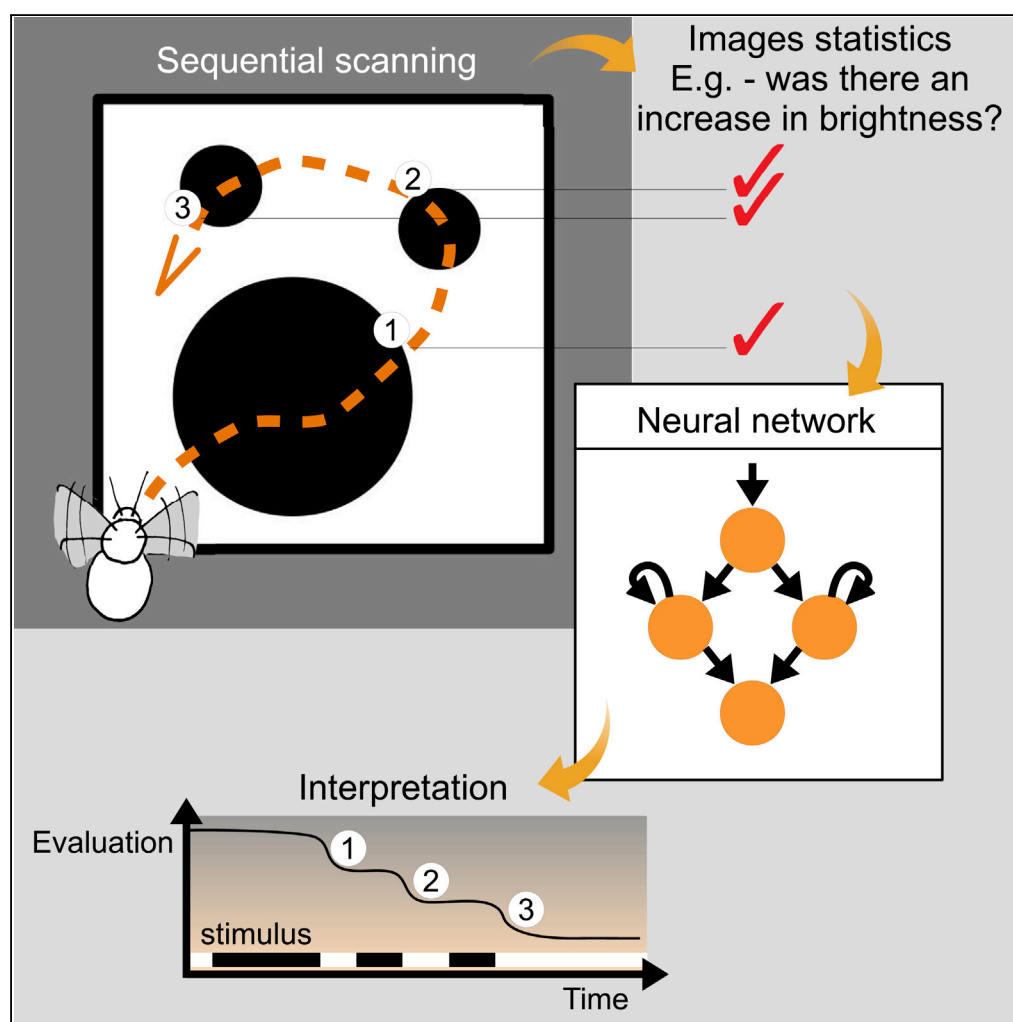 Sequential scanning
Images statistics
E.g. - was there an
increase in brightness?
2
3
1
Neural network
Interpretation
Evaluation
1
2
3
stimulus
Time